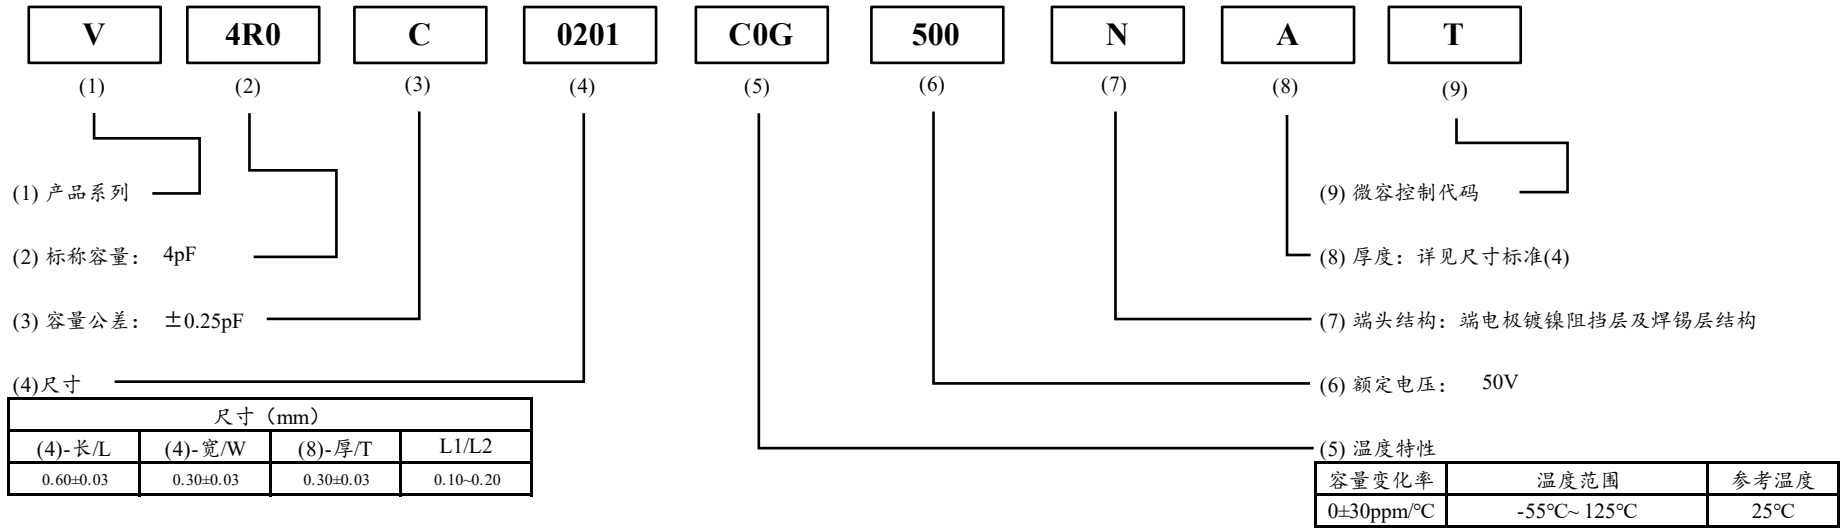 V 4R0 C 0201 C0G 500 N A T
(1) (2) (3) (4) (5) (6) (7) (8) (9)
(1) 产品系列
(9) 微容控制代码
(2) 标称容量: 4pF
(8) 厚度: 详见尺寸标准(4)
(3) 容量公差: ±0.25pF
(7) 端头结构: 端电极镀镍阻挡层及焊锡层结构
(4)尺寸
(6) 额定电压: 50V
尺寸（mm）
(4)-长/L (4)-宽/W (8)-厚/T L1/L2
0.60±0.03 0.30±0.03 0.30±0.03 0.10~0.20
(5) 温度特性
容量变化率 温度范围 参考温度
0±30ppm/℃ -55℃~ 125℃ 25℃